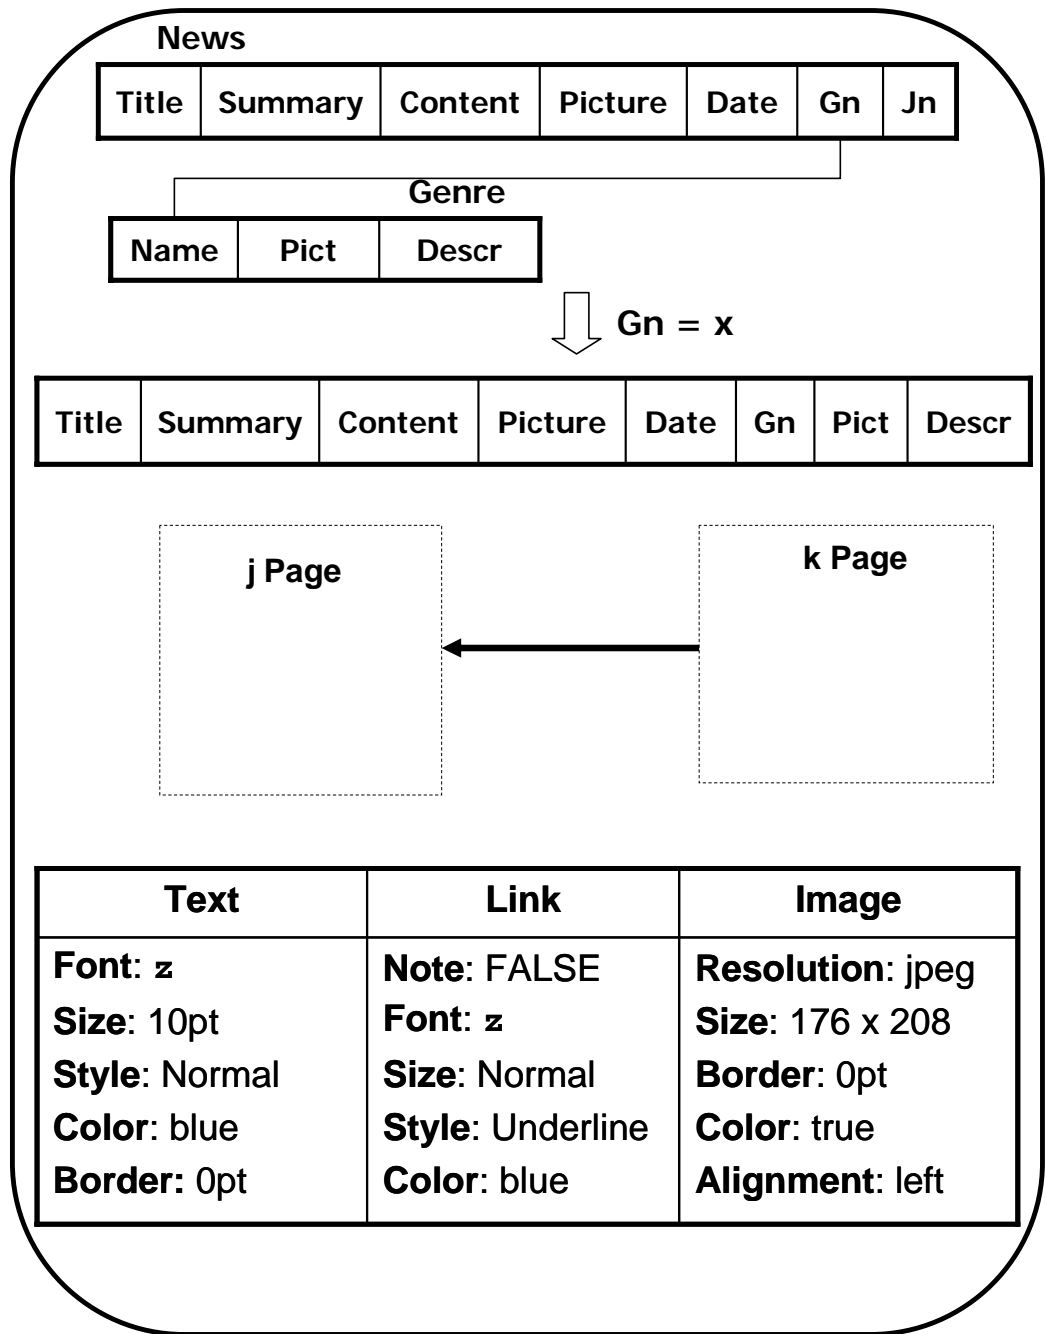 News
Title Summary Content Picture Date Gn Jn
Genre
Name Pict Descr
Gn = x
Title Summary Content Picture Date Gn Pict Descr
j Page
k Page
Text Link Image
Font: z
Size: 10pt
Style: Normal
Color: blue
Border: 0pt
Note: FALSE
Font: z
Size: Normal
Style: Underline
Color: blue
Resolution: jpeg
Size: 176 x 208
Border: 0pt
Color: true
Alignment: left